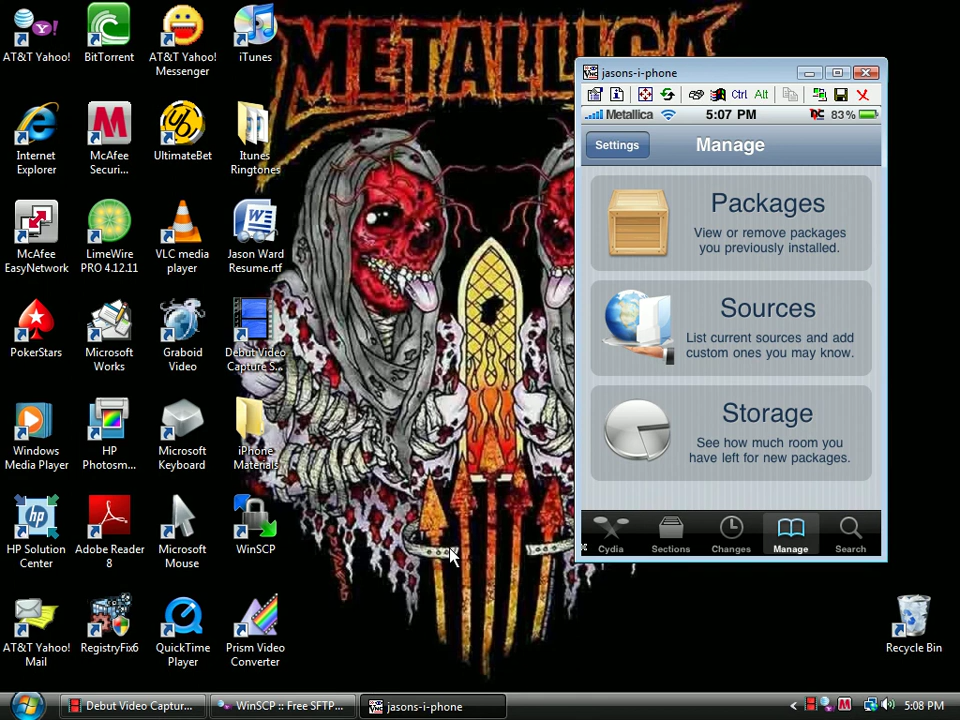 METALLICA
AT&T Yahoo!
BitTorrent
AT&T Yahoo!
Messenger
iTunes
Internet
Explorer
McAfee
Securi...
UltimateBet
Itunes
Ringtones
McAfee
EasyNetwork
LimeWire
PRO 4.12.11
VLC media
player
Jason Ward
Resume.rtf
PokerStars
Microsoft
Works
Graboid
Video
Debut Video
Capture S...
Windows
Media Player
HP
Photosm...
Microsoft
Keyboard
iPhone
Materials
HP Solution
Center
Adobe Reader
8
Microsoft
Mouse
WinSCP
AT&T Yahoo!
Mail
RegistryFix6
QuickTime
Player
Prism Video
Converter
jasons-i-phone
Ctrl Alt
Metallica 5:07 PM 83%
Settings Manage
Packages
View or remove packages
you previously installed.
Sources
List current sources and add
custom ones you may know.
Storage
See how much room you
have left for new packages.
Cydia Sections Changes Manage Search
Recycle Bin
Debut Video Captur... WinSCP :: Free SFTP... jasons-i-phone 5:08 PM